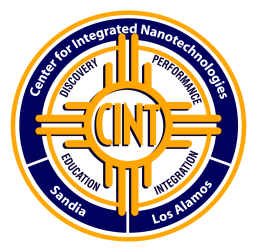 Center for Integrated Nanotechnologies
DISCOVERY
PERFORMANCE
CINT
EDUCATION
INTEGRATION
Sandia
Los Alamos